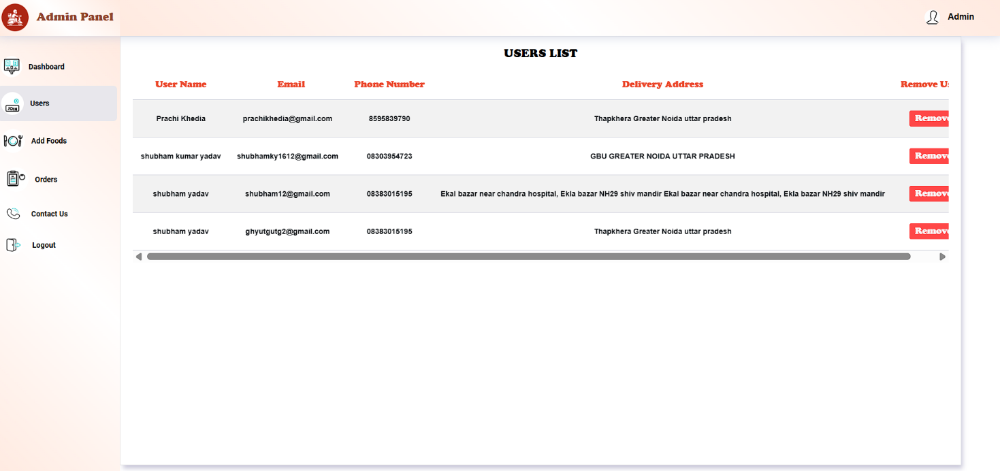 Admin Panel
Admin
Dashboard
JOIN
Users
Add Foods
Orders
Contact Us
Logout
USERS LIST
User Name Email Phone Number Delivery Address Remove Us
Prachi Khedia prachikhedia@gmail.com 8595839790 Thapkhera Greater Noida uttar pradesh Remove
shubham kumar yadav shubhamky1612@gmail.com 08303954723 GBU GREATER NOIDA UTTAR PRADESH Remove
shubham yadav shubham12@gmail.com 08383015195 Ekal bazar near chandra hospital, Ekla bazar NH29 shiv mandir Ekal bazar near chandra hospital, Ekla bazar NH29 shiv mandir Remove
shubham yadav ghyutgutg2@gmail.com 08383015195 Thapkhera Greater Noida uttar pradesh Remove